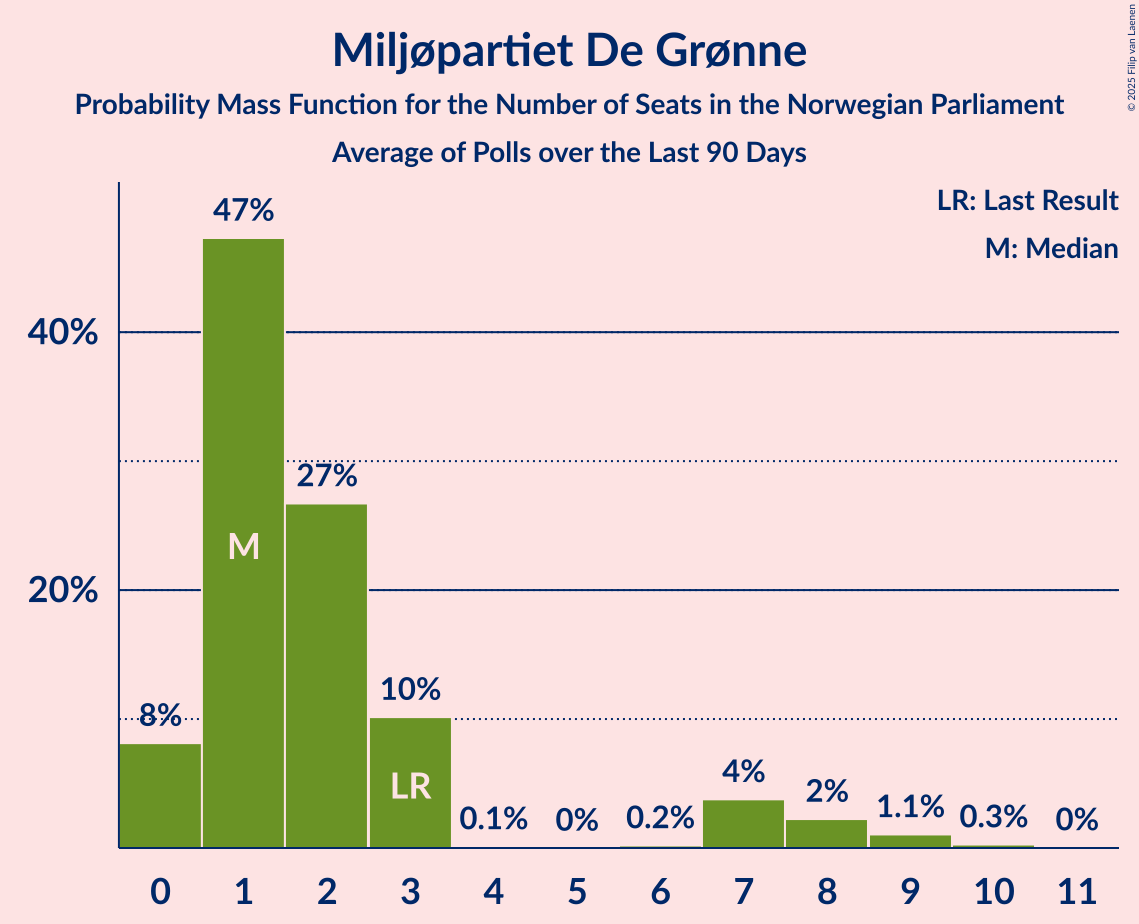 Miljøpartiet De Grønne
Probability Mass Function for the Number of Seats in the Norwegian Parliament
Average of Polls over the Last 90 Days
© 2025 Filip van Laenen
LR: Last Result
M: Median
40%
20%
8%
47%
27%
10%
0.1%
0%
0.2%
4%
2%
1.1%
0.3%
0%
M
LR
0 1 2 3 4 5 6 7 8 9 10 11